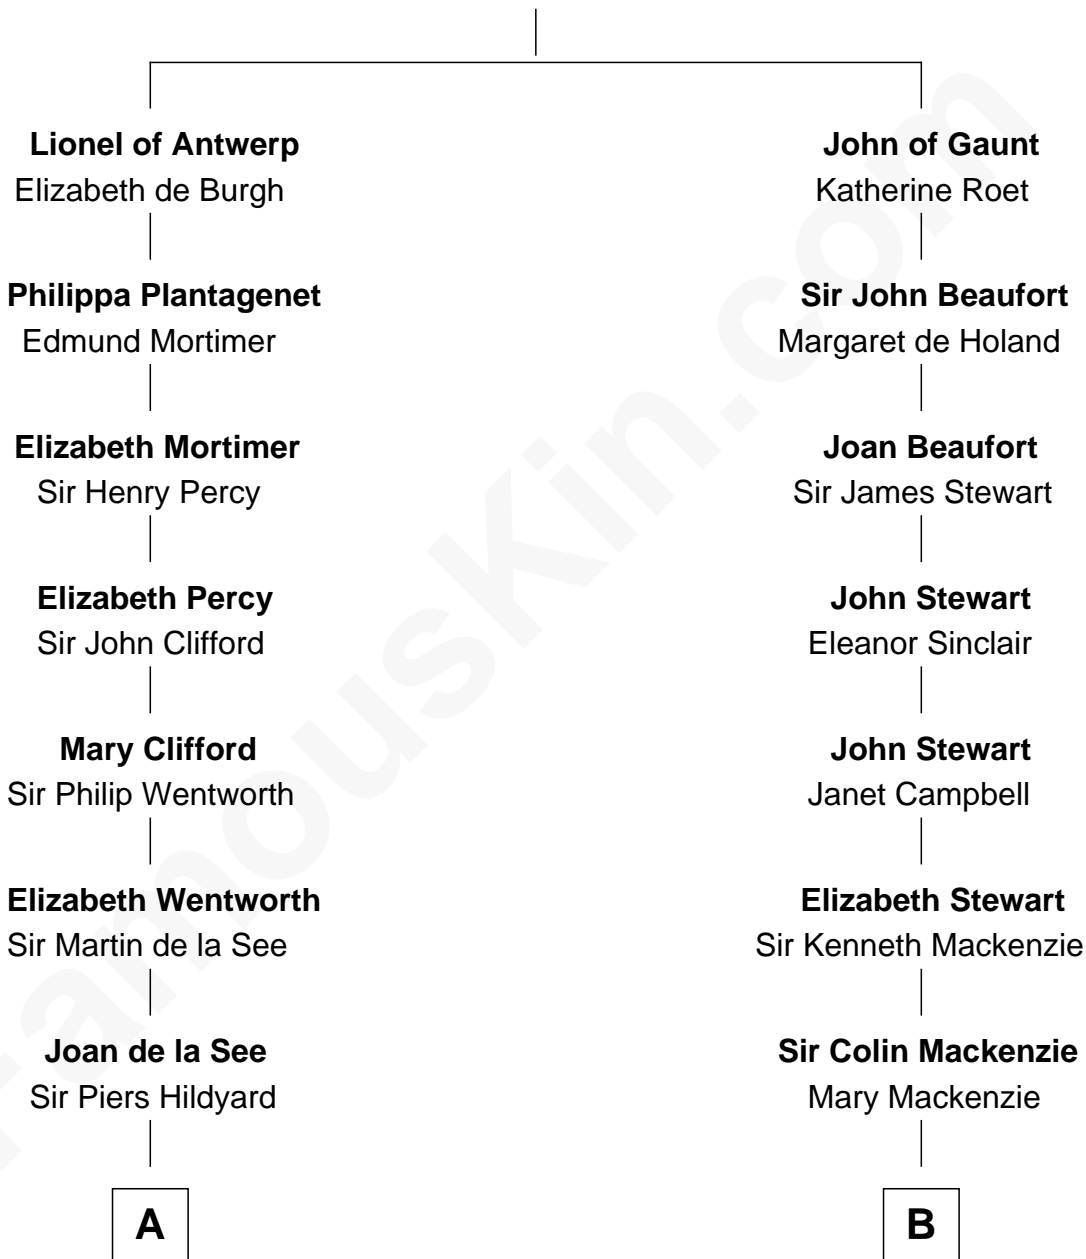 Lionel of Antwerp
Elizabeth de Burgh
Philippa Plantagenet
Edmund Mortimer
Elizabeth Mortimer
Sir Henry Percy
Elizabeth Percy
Sir John Clifford
Mary Clifford
Sir Philip Wentworth
Elizabeth Wentworth
Sir Martin de la See
Joan de la See
Sir Piers Hildyard
A
John of Gaunt
Katherine Roet
Sir John Beaufort
Margaret de Holand
Joan Beaufort
Sir James Stewart
John Stewart
Eleanor Sinclair
John Stewart
Janet Campbell
Elizabeth Stewart
Sir Kenneth Mackenzie
Sir Colin Mackenzie
Mary Mackenzie
B
FamousKin.com